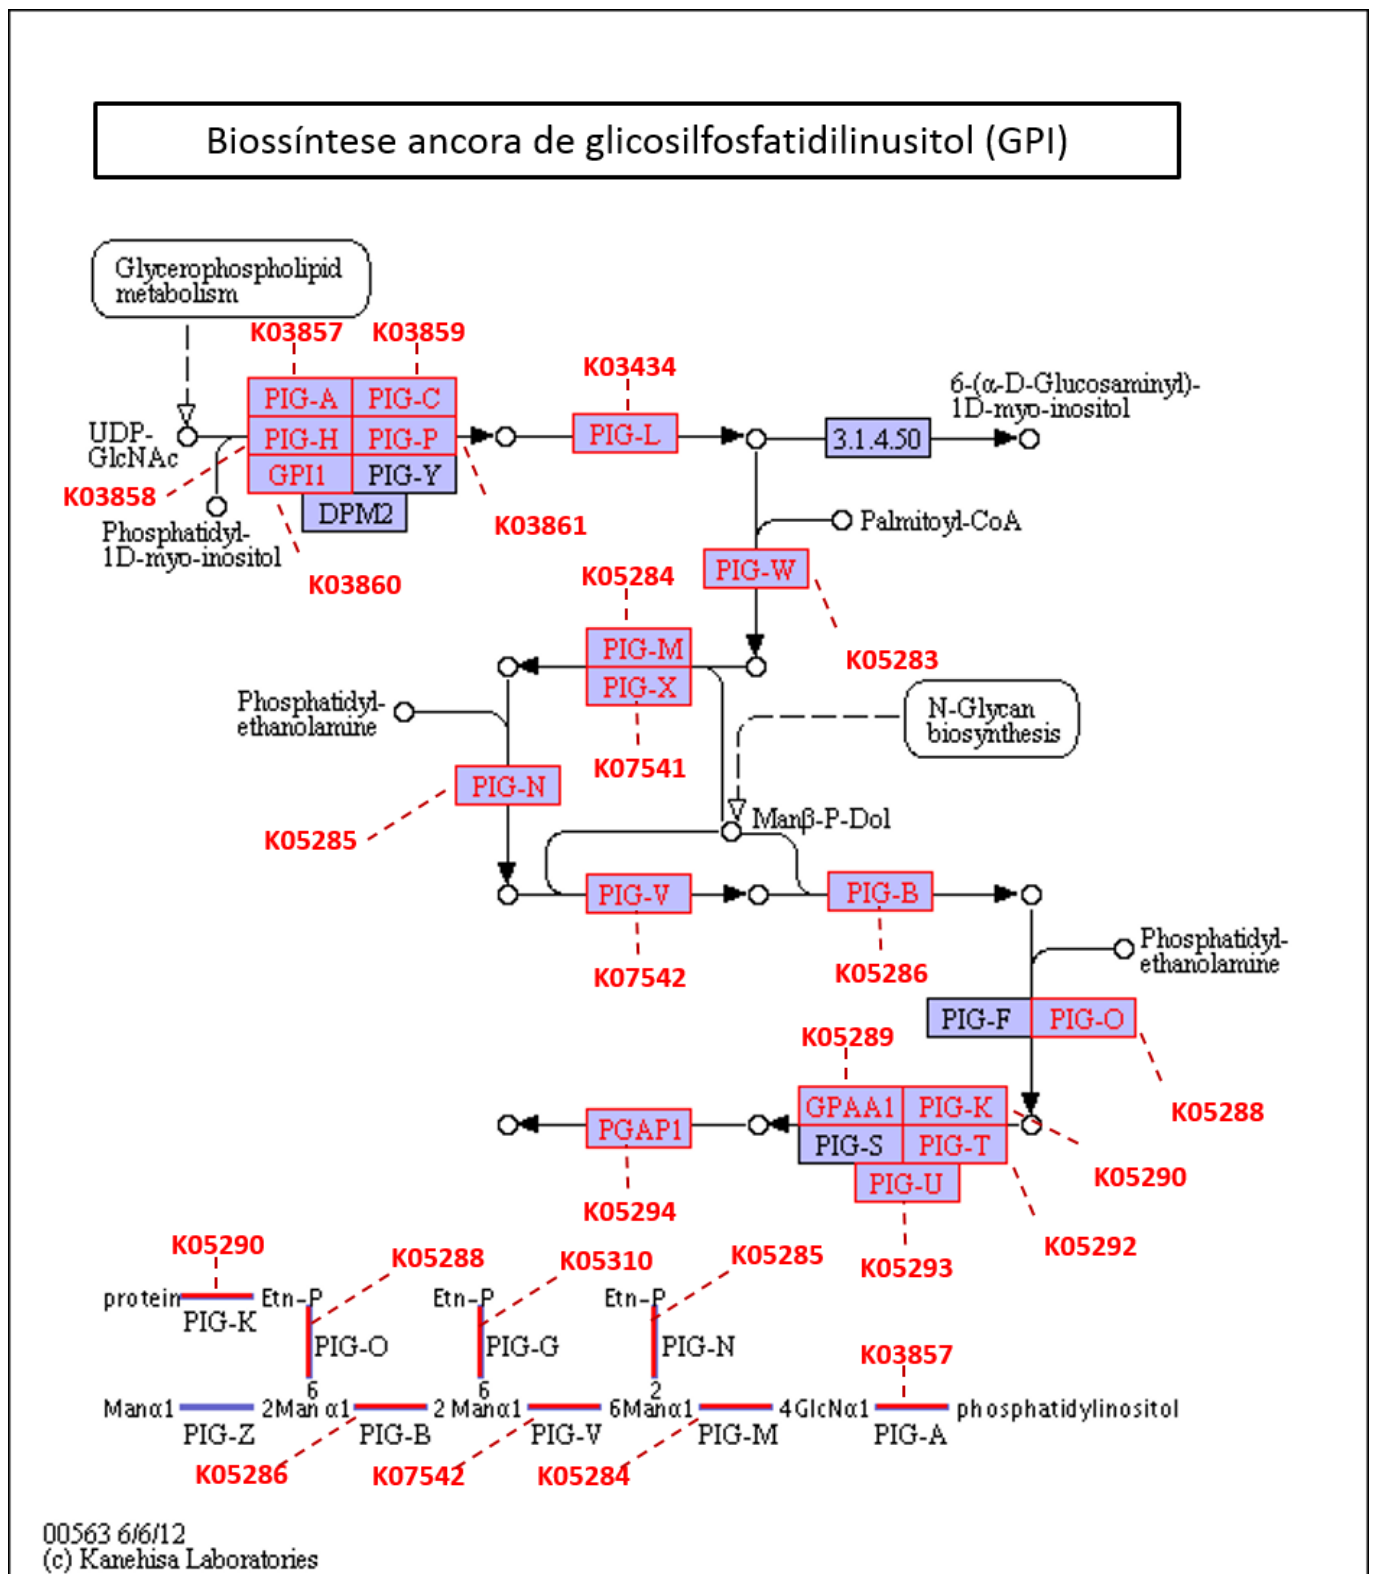 Biossíntese ancora de glicosilfosfatidilinusitol (GPI)
Glycerophospholipid
metabolism
K03857
K03859
K03434
PIG-A
PIG-C
6-(α-D-Glucosaminyl)-
1D-myo-inositol
UDP-
GlcNAc
PIG-H
PIG-P
PIG-L
3.1.4.50
GPI1
PIG-Y
K03858
DPM2
K03861
Phosphatidyl-
1D-myo-inositol
Palmitoyl-CoA
K03860
K05284
PIG-W
PIG-M
K05283
PIG-X
Phosphatidyl-
ethanolamine
N-Glycan
biosynthesis
K07541
PIG-N
Manβ-P-Dol
K05285
PIG-V
PIG-B
K07542
K05286
Phosphatidyl-
ethanolamine
PIG-F
PIG-O
K05289
GPAA1
PIG-K
K05288
PGAP1
PIG-S
PIG-T
PIG-U
K05290
K05294
K05292
K05293
K05290
K05288
K05310
K05285
protein
Etn-P
Etn-P
Etn-P
PIG-K
PIG-O
PIG-G
PIG-N
K03857
6
6
2
Manα1
2Manα1
2 Manα1
6Manα1
4GlcNα1
phosphatidylinositol
PIG-Z
PIG-B
PIG-V
PIG-M
PIG-A
K05286
K07542
K05284
00563 6/6/12
(c) Kanehisa Laboratories